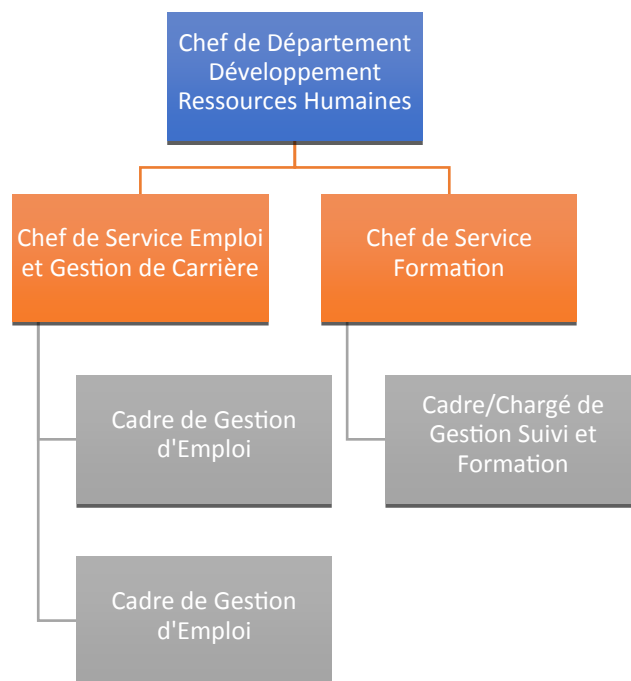 Chef de Département
Développement
Ressources Humaines
Chef de Service Emploi
et Gestion de Carrière
Chef de Service
Formation
Cadre de Gestion
d'Emploi
Cadre/Chargé de
Gestion Suivi et
Formation
Cadre de Gestion
d'Emploi